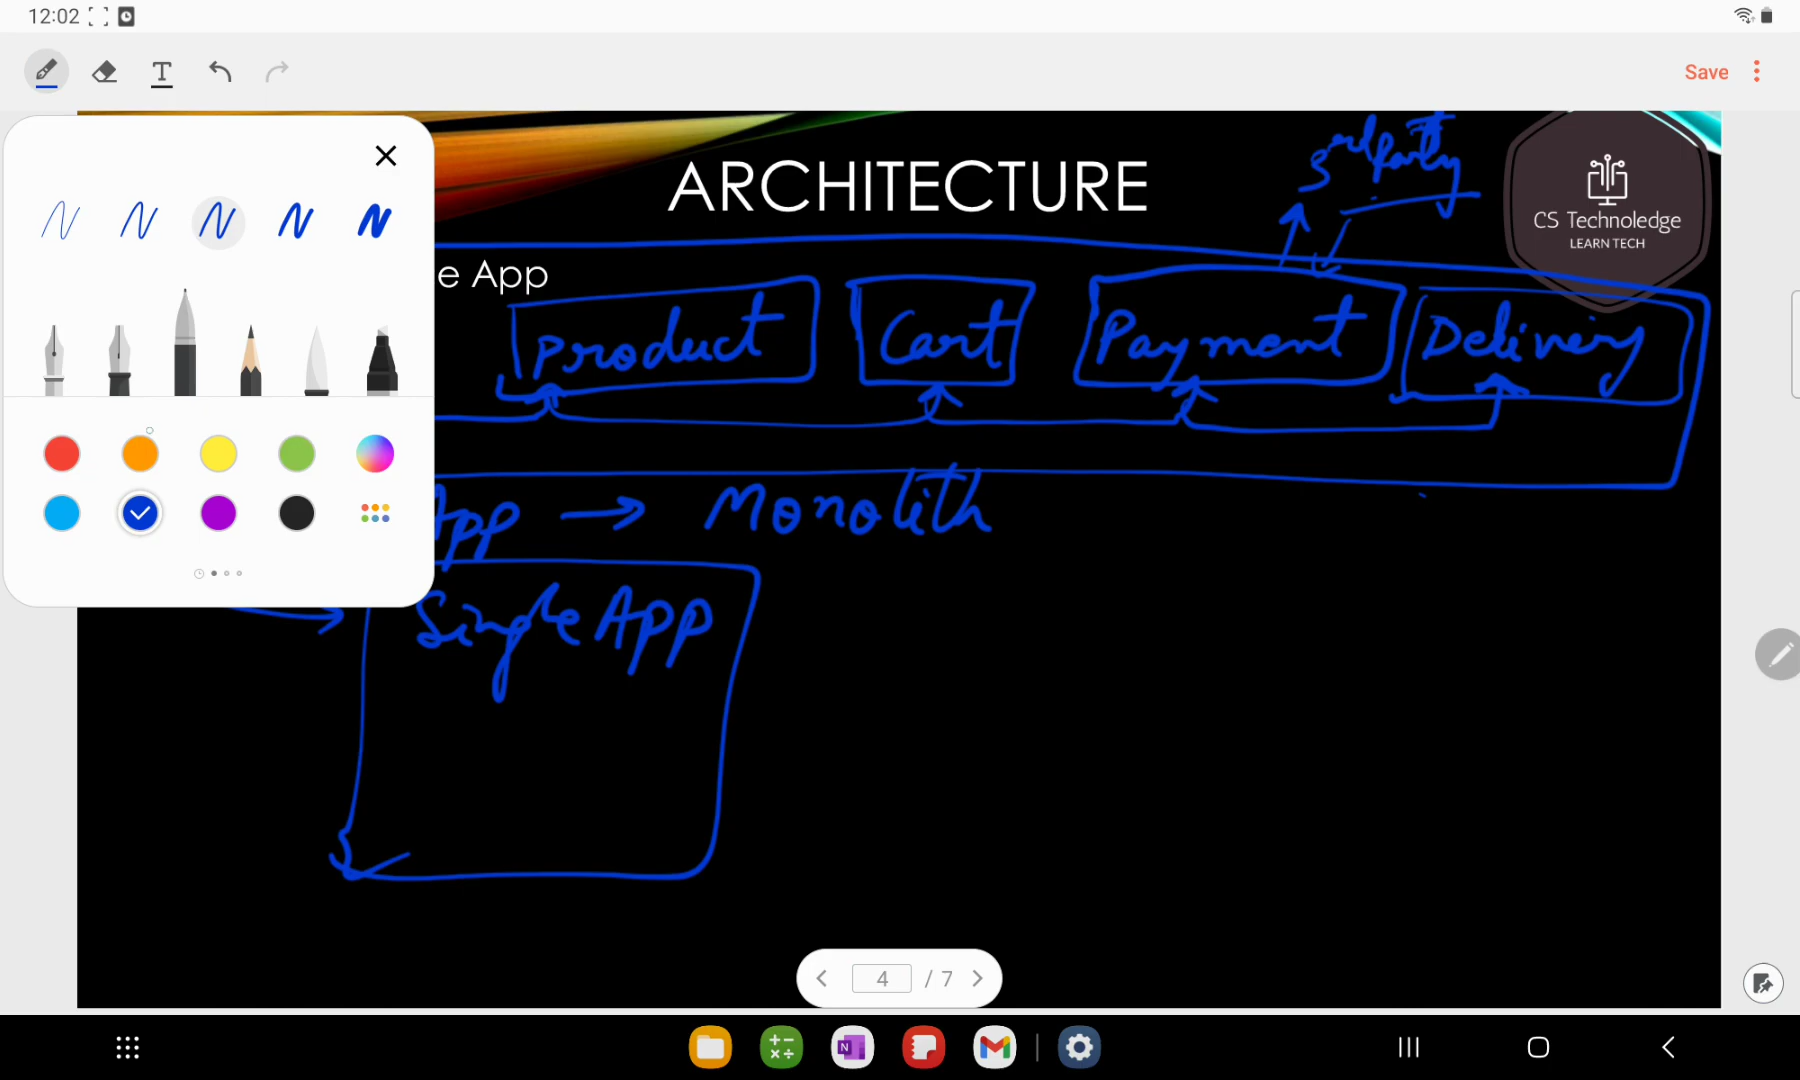 12:02
T
Save
ARCHITECTURE
3rd Party
CS Technoledge
LEARN TECH
e App
Product
Cart
Payment
Delivery
App → Monolith
Single App
4 / 7